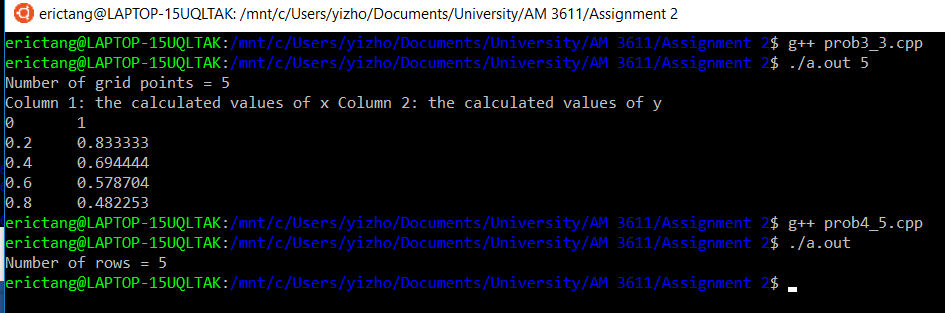 erictang@LAPTOP-15UQLTAK: /mnt/c/Users/yizho/Documents/University/AM 3611/Assignment 2
erictang@LAPTOP-15UQLTAK:/mnt/c/Users/yizho/Documents/University/AM 3611/Assignment 2$ g++ prob3_3.cpp
erictang@LAPTOP-15UQLTAK:/mnt/c/Users/yizho/Documents/University/AM 3611/Assignment 2$ ./a.out 5
Number of grid points = 5
Column 1: the calculated values of x Column 2: the calculated values of y
0 1
0.2 0.833333
0.4 0.694444
0.6 0.578704
0.8 0.482253
erictang@LAPTOP-15UQLTAK:/mnt/c/Users/yizho/Documents/University/AM 3611/Assignment 2$ g++ prob4_5.cpp
erictang@LAPTOP-15UQLTAK:/mnt/c/Users/yizho/Documents/University/AM 3611/Assignment 2$ ./a.out
Number of rows = 5
erictang@LAPTOP-15UQLTAK:/mnt/c/Users/yizho/Documents/University/AM 3611/Assignment 2$